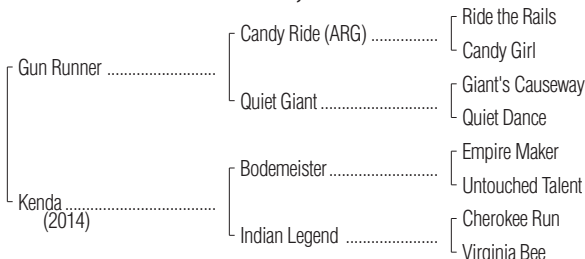 Ride the Rails
Candy Ride (ARG) ................
Candy Girl
Gun Runner ..........................
Giant's Causeway
Quiet Giant............................
Quiet Dance
Empire Maker
Bodemeister..........................
Untouched Talent
Kenda....................................
(2014)
Cherokee Run
Indian Legend ......................
Virginia Bee